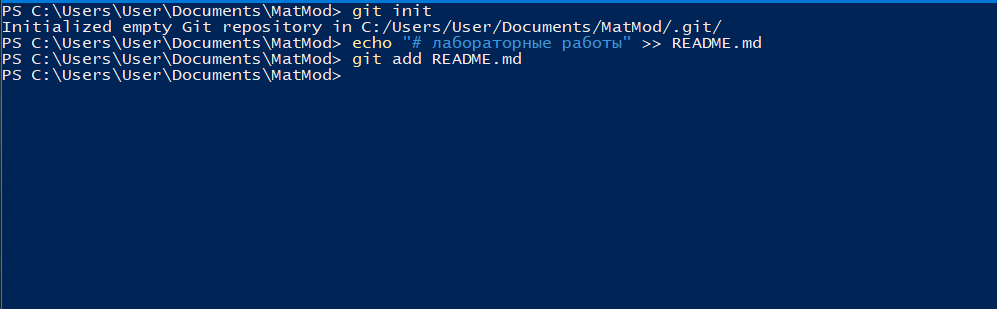 PS C:\Users\User\Documents\MatMod> git init
Initialized empty Git repository in C:/Users/User/Documents/MatMod/.git/
PS C:\Users\User\Documents\MatMod> echo "# лабораторные работы" >> README.md
PS C:\Users\User\Documents\MatMod> git add README.md
PS C:\Users\User\Documents\MatMod>